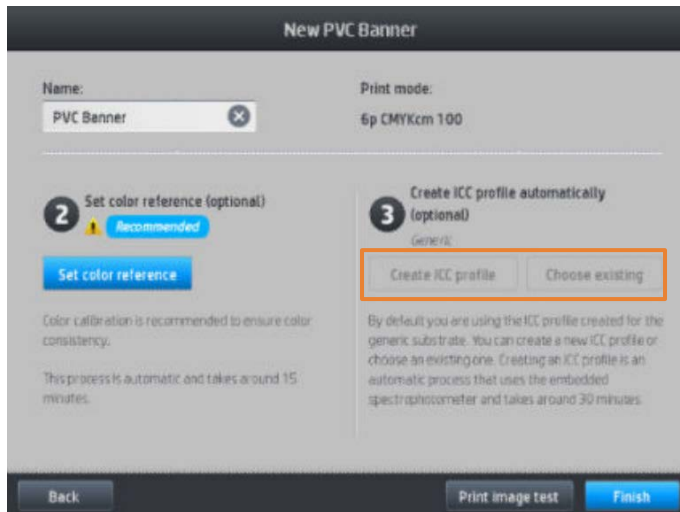 New PVC Banner
Name:
PVC Banner
Print mode:
6p CMYKcm 100
2
Set color reference (optional)
Recommended
Set color reference
Color calibration is recommended to ensure color
consistency.
This process is automatic and takes around 15
minutes.
3
Create ICC profile automatically
(optional)
Generic
Create ICC profile
Choose existing
By default you are using the ICC profile created for the
generic substrate. You can create a new ICC profile or
choose an existing one. Creating an ICC profile is an
automatic process that uses the embedded
spectrophotometer and takes around 30 minutes.
Back
Print image test
Finish